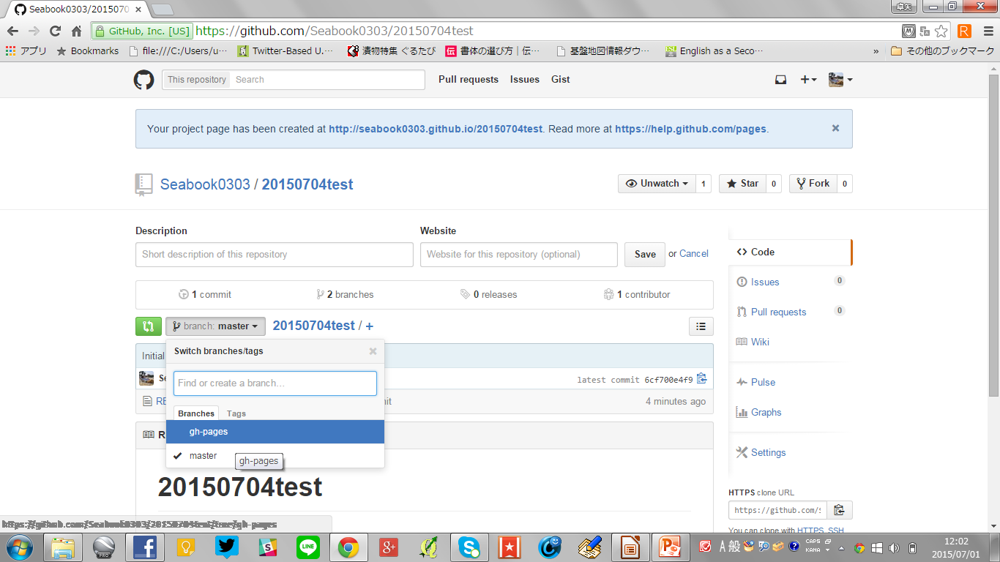 Seabook0303/2015070
卓矢
GitHub, Inc. [US] https://github.com/Seabook0303/20150704test
アプリ Bookmarks file:///C:/Users/u… Twitter-Based U.… 漬物特集 ぐるたび 書体の選び方｜伝… 基盤地図情報ダウ… English as a Seco… » その他のブックマーク
This repository Search Pull requests Issues Gist
Your project page has been created at http://seabook0303.github.io/20150704test. Read more at https://help.github.com/pages.
Seabook0303 / 20150704test Unwatch 1 Star 0 Fork 0
Description Website
Short description of this repository Website for this repository (optional) Save or Cancel
Code
Issues 0
1 commit 2 branches 0 releases 1 contributor
Pull requests 0
branch: master 20150704test / +
Wiki
Switch branches/tags
Initial
Find or create a branch…
latest commit 6cf700e4f9
Pulse
4 minutes ago
Branches Tags
Graphs
gh-pages
master
gh-pages
Settings
20150704test
HTTPS clone URL
https://github.com/S
You can clone with HTTPS, SSH
https://github.com/Seabook0303/20150704test/tree/gh-pages
PRO
LINE
A 般
CAPS
KANA
12:02
2015/07/01